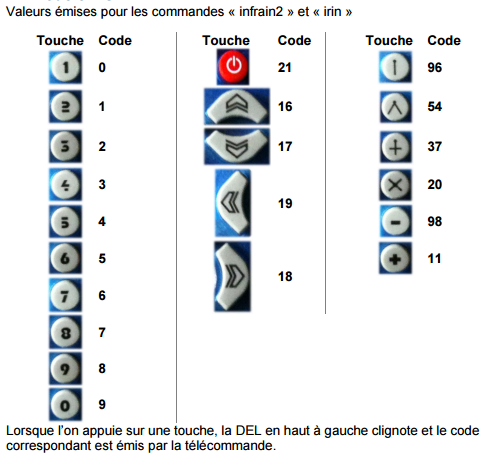 Valeurs émises pour les commandes « infrain2 » et « irin »
Touche Code Touche Code Touche Code
1 0 21 96
2 1 16 54
3 2 17 37
4 3 19 20
5 4 18 98
6 5 11
7 6
8 7
9 8
0 9
Lorsque l'on appuie sur une touche, la DEL en haut à gauche clignote et le code
correspondant est émis par la télécommande.